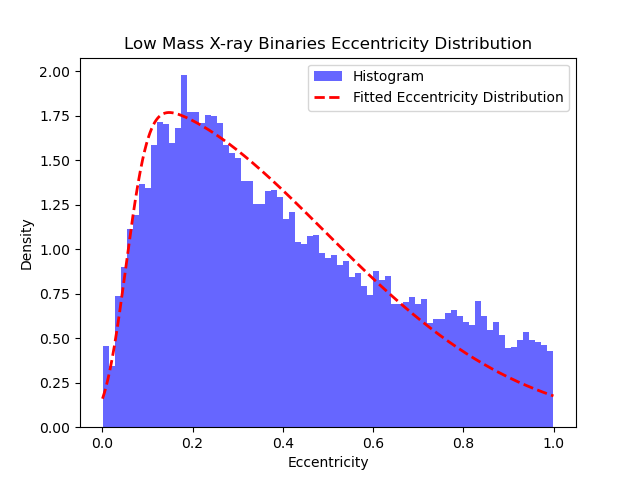 Low Mass X-ray Binaries Eccentricity Distribution
Histogram
Fitted Eccentricity Distribution
Density
2.00
1.75
1.50
1.25
1.00
0.75
0.50
0.25
0.00
0.0 0.2 0.4 0.6 0.8 1.0
Eccentricity